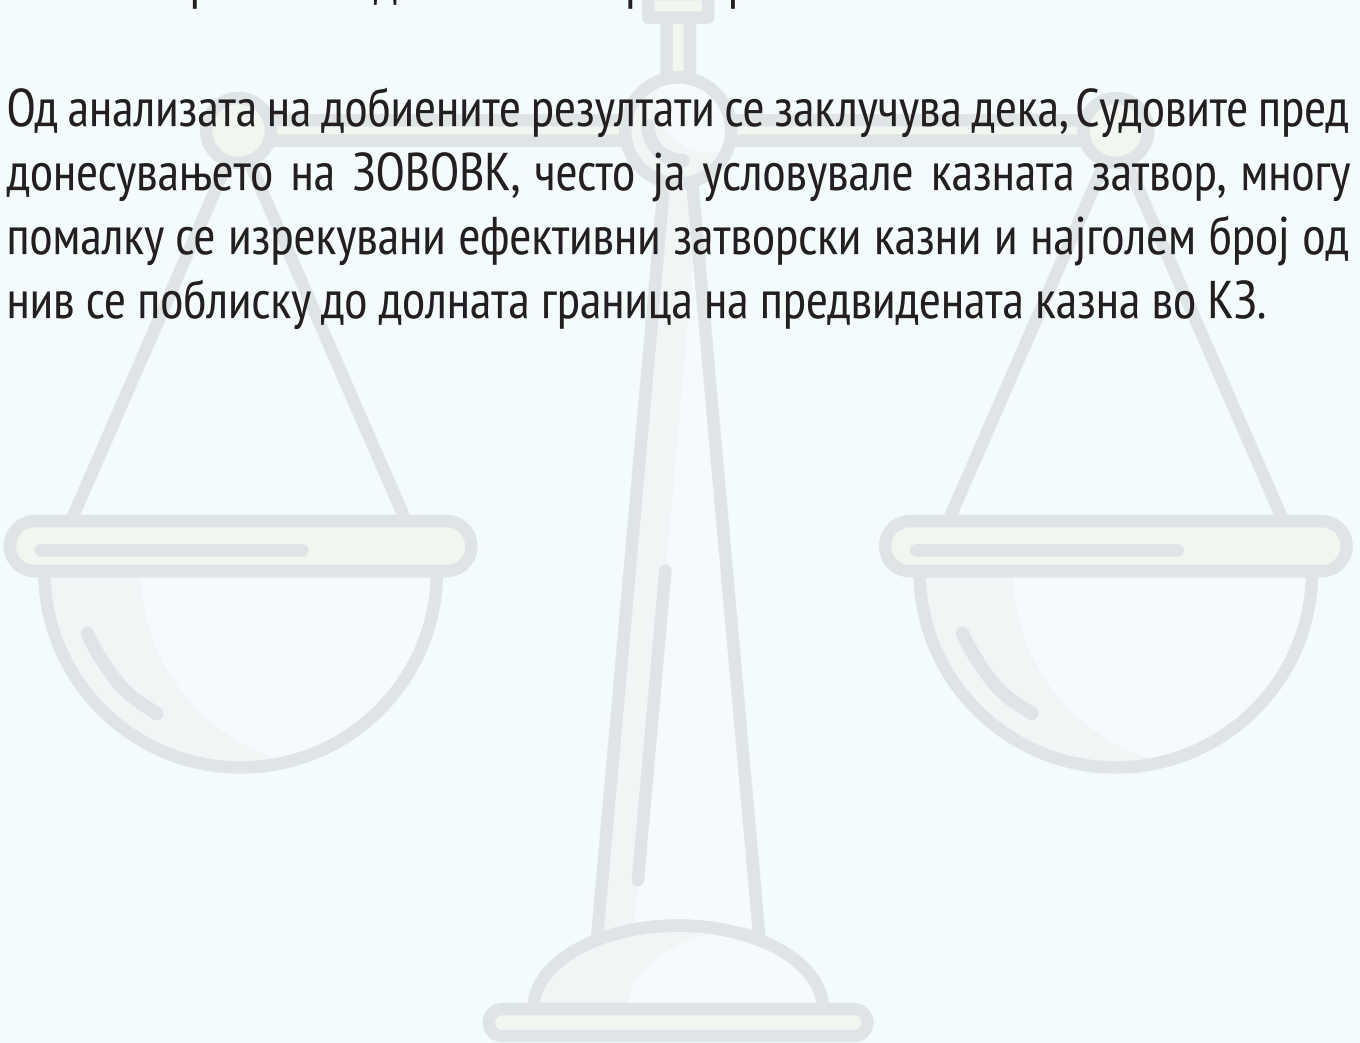 Од анализата на добиените резултати се заклучува дека, Судовите пред
донесувањето на ЗОВОВК, често ја условувале казната затвор, многу
помалку се изрекувани ефективни затворски казни и најголем број од
нив се поблиску до долната граница на предвидената казна во КЗ.